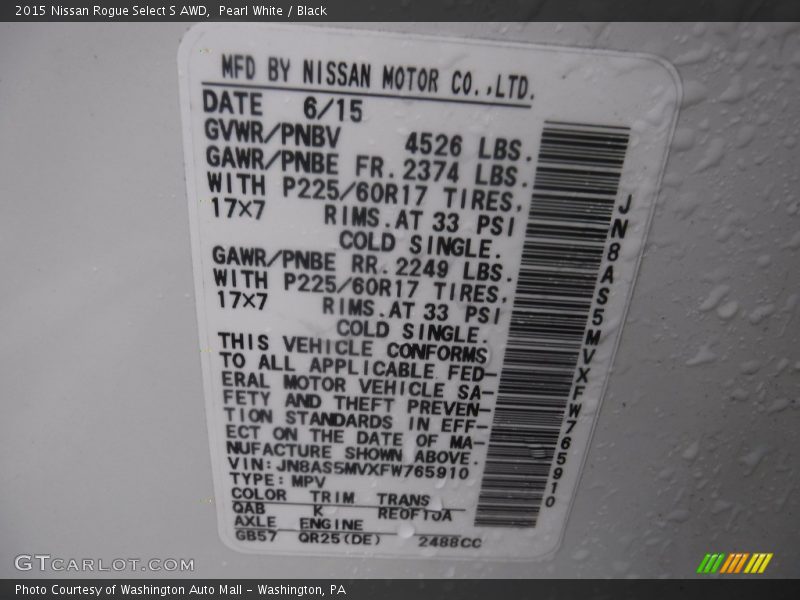 2015 Nissan Rogue Select S AWD,  Pearl White / Black
MFD BY NISSAN MOTOR CO.,LTD.
DATE 6/15
GVWR/PNBV 4526 LBS.
GAWR/PNBE FR. 2374 LBS.
WITH P225/60R17 TIRES,
17×7 RIMS.AT 33 PSI
COLD SINGLE.
GAWR/PNBE RR. 2249 LBS.
WITH P225/60R17 TIRES,
17×7 RIMS.AT 33 PSI
COLD SINGLE.
THIS VEHICLE CONFORMS
TO ALL APPLICABLE FED-
ERAL MOTOR VEHICLE SA-
FETY AND THEFT PREVEN-
TION STANDARDS IN EFF-
ECT ON THE DATE OF MA-
NUFACTURE SHOWN ABOVE.
VIN:JN8AS5MVXFW765910
TYPE:MPV
COLOR TRIM TRANS
QAB K RE0F10A
AXLE ENGINE
GB57 QR25(DE) 2488CC
JN8AS5MVXFW765910
GTCARLOT.COM
Photo Courtesy of Washington Auto Mall - Washington, PA